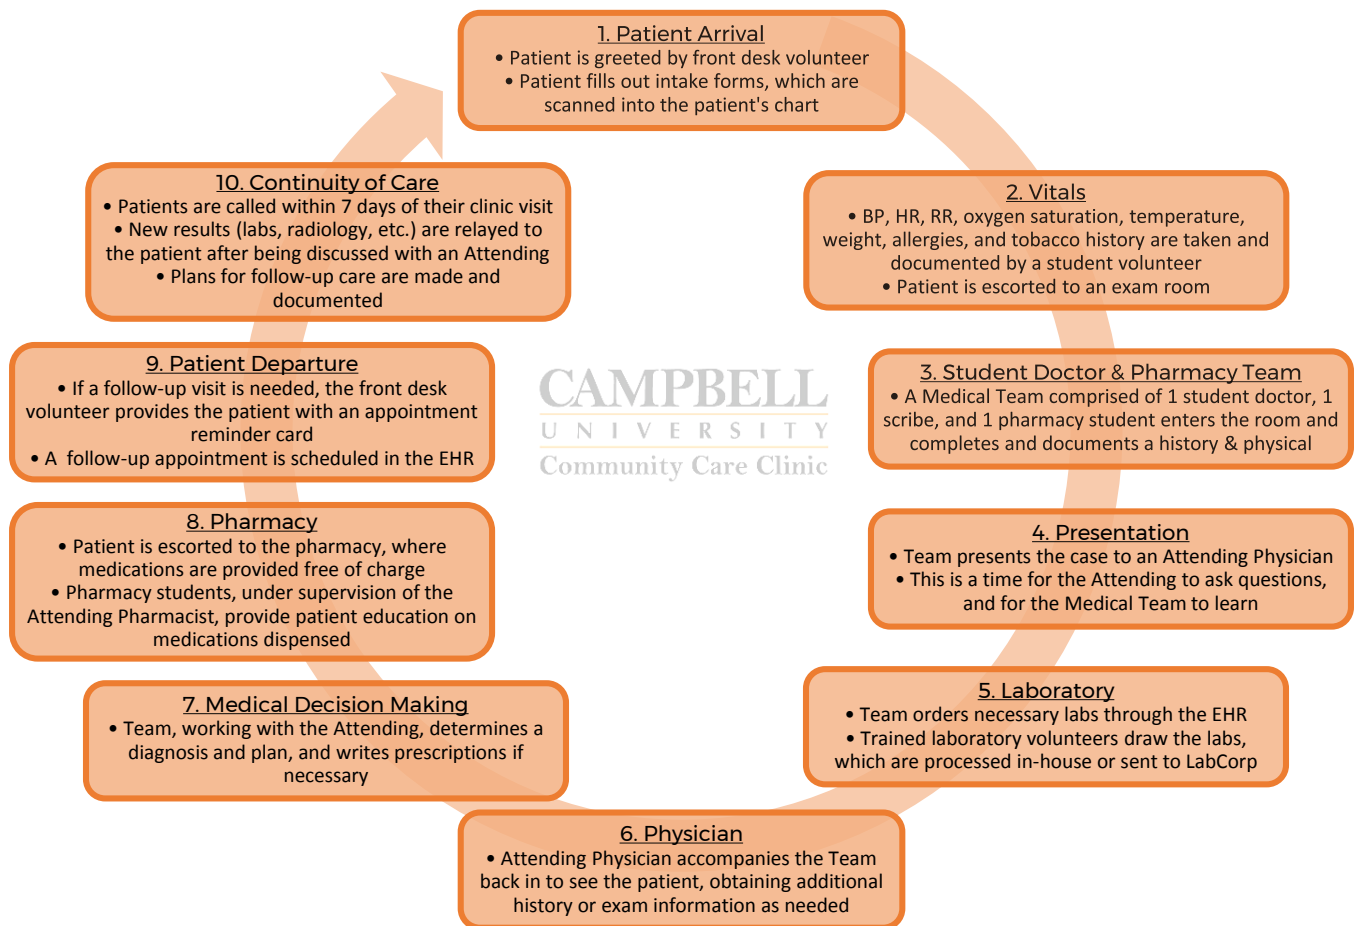 1. Patient Arrival
• Patient is greeted by front desk volunteer
• Patient fills out intake forms, which are
scanned into the patient's chart
2. Vitals
• BP, HR, RR, oxygen saturation, temperature,
weight, allergies, and tobacco history are taken and
documented by a student volunteer
• Patient is escorted to an exam room
3. Student Doctor & Pharmacy Team
• A Medical Team comprised of 1 student doctor, 1
scribe, and 1 pharmacy student enters the room and
completes and documents a history & physical
4. Presentation
• Team presents the case to an Attending Physician
• This is a time for the Attending to ask questions,
and for the Medical Team to learn
5. Laboratory
• Team orders necessary labs through the EHR
• Trained laboratory volunteers draw the labs,
which are processed in-house or sent to LabCorp
6. Physician
• Attending Physician accompanies the Team
back in to see the patient, obtaining additional
history or exam information as needed
7. Medical Decision Making
• Team, working with the Attending, determines a
diagnosis and plan, and writes prescriptions if
necessary
8. Pharmacy
• Patient is escorted to the pharmacy, where
medications are provided free of charge
• Pharmacy students, under supervision of the
Attending Pharmacist, provide patient education on
medications dispensed
9. Patient Departure
• If a follow-up visit is needed, the front desk
volunteer provides the patient with an appointment
reminder card
• A follow-up appointment is scheduled in the EHR
10. Continuity of Care
• Patients are called within 7 days of their clinic visit
• New results (labs, radiology, etc.) are relayed to
the patient after being discussed with an Attending
• Plans for follow-up care are made and
documented
CAMPBELL
UNIVERSITY
Community Care Clinic